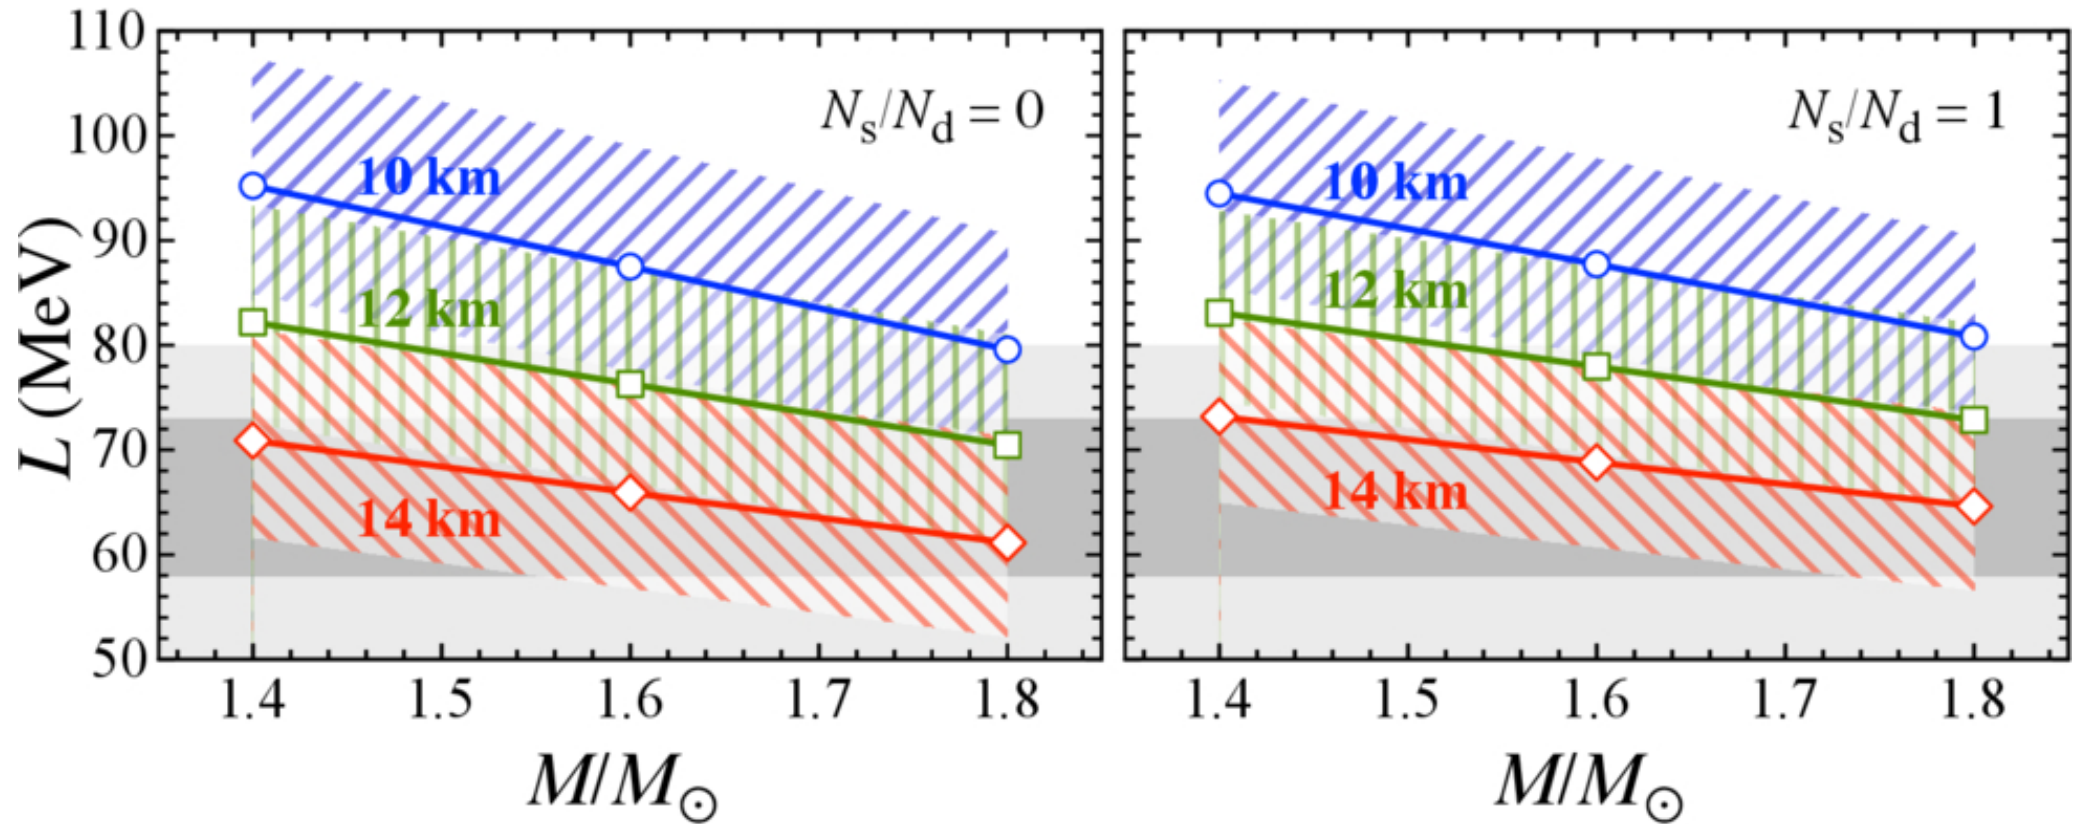 110
100
90
80
70
60
50
L (MeV)
N_s/N_d = 0
10 km
12 km
14 km
1.4 1.5 1.6 1.7 1.8
M/M_⊙
N_s/N_d = 1
10 km
12 km
14 km
1.4 1.5 1.6 1.7 1.8
M/M_⊙